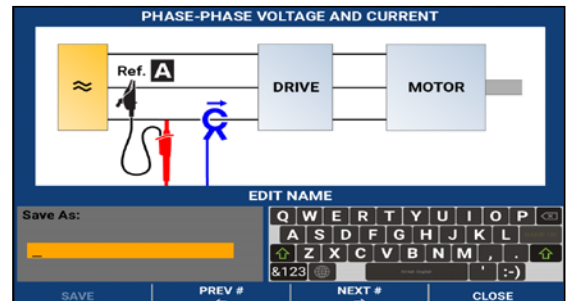 PHASE-PHASE VOLTAGE AND CURRENT
Ref. A
≈ DRIVE MOTOR
EDIT NAME
Save As:
Q W E R T Y U I O P
A S D F G H J K L
Z X C V B N M , .
_
&123 ' :-)
SAVE PREV # NEXT # CLOSE